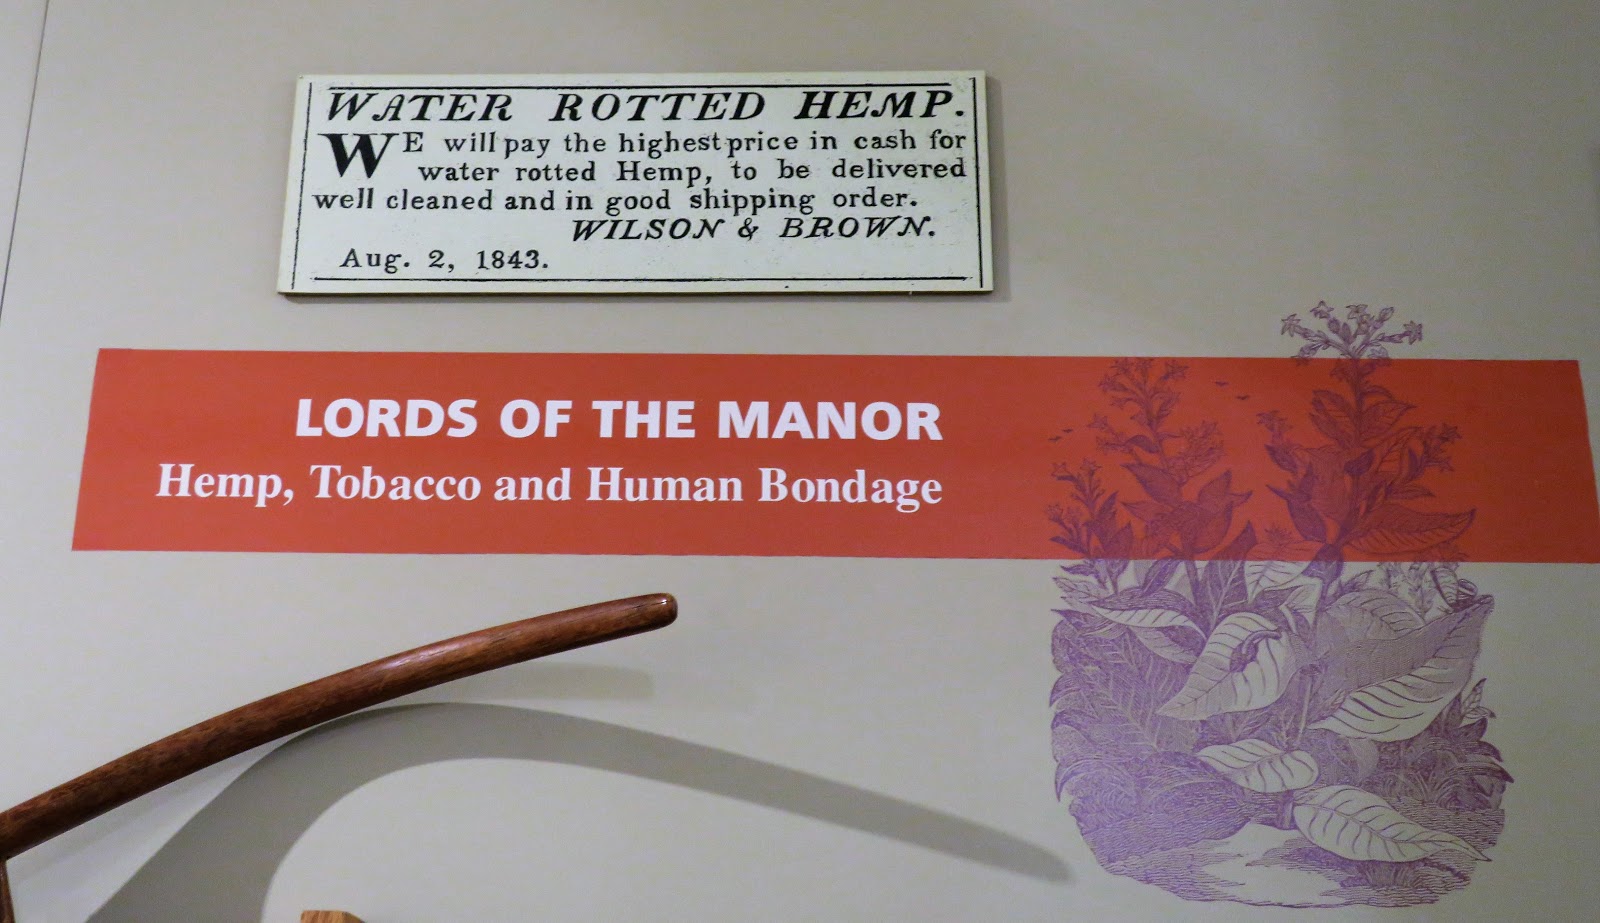 WATER ROTTED HEMP.
WE will pay the highest price in cash for
water rotted Hemp, to be delivered
well cleaned and in good shipping order.
WILSON & BROWN.
Aug. 2, 1843.
LORDS OF THE MANOR
Hemp, Tobacco and Human Bondage